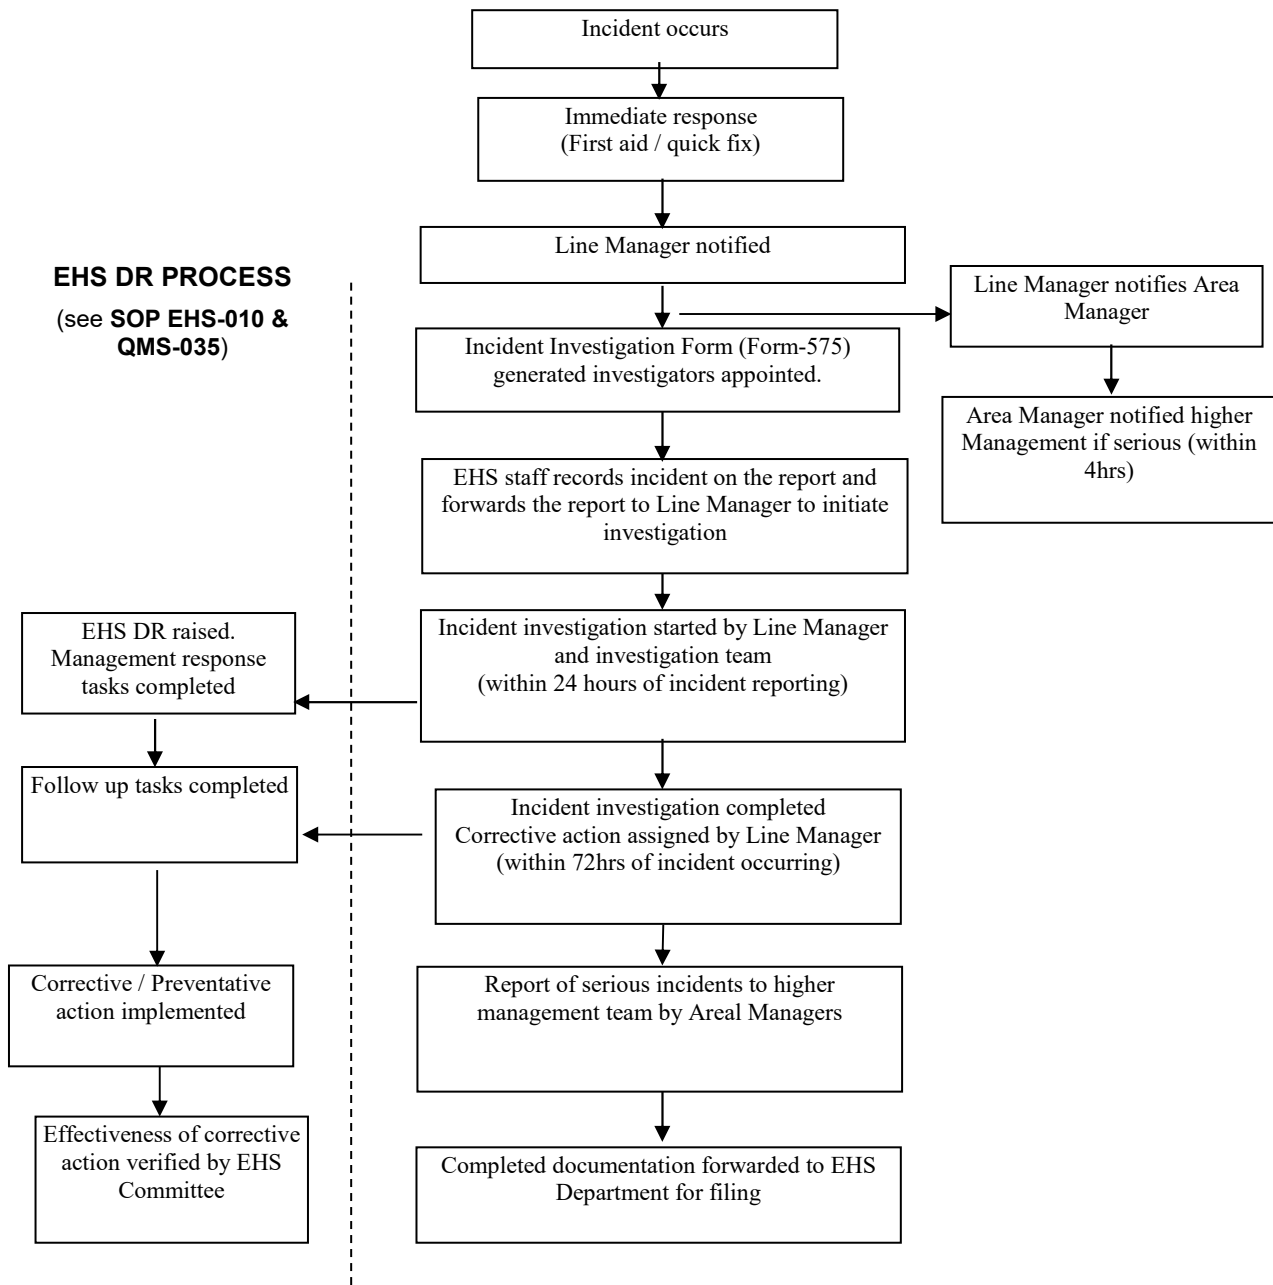 Incident occurs
Immediate response
(First aid / quick fix)
Line Manager notified
EHS DR PROCESS
(see SOP EHS-010 &
QMS-035)
Line Manager notifies Area
Manager
Incident Investigation Form (Form-575)
generated investigators appointed.
Area Manager notified higher
Management if serious (within
4hrs)
EHS staff records incident on the report and
forwards the report to Line Manager to initiate
investigation
EHS DR raised.
Management response
tasks completed
Incident investigation started by Line Manager
and investigation team
(within 24 hours of incident reporting)
Follow up tasks completed
Incident investigation completed
Corrective action assigned by Line Manager
(within 72hrs of incident occurring)
Corrective / Preventative
action implemented
Report of serious incidents to higher
management team by Areal Managers
Effectiveness of corrective
action verified by EHS
Committee
Completed documentation forwarded to EHS
Department for filing